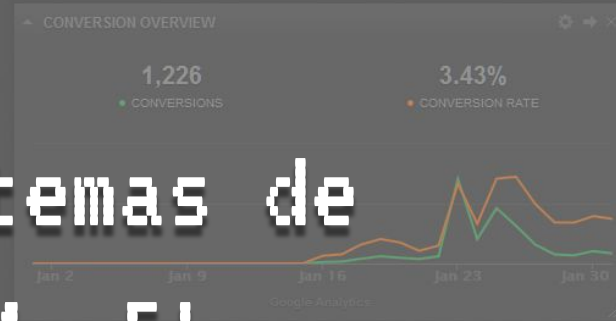 CONVERSION OVERVIEW
1,226 3.43%
CONVERSIONS CONVERSION RATE
emas de
Jan 2 Jan 9 Jan 16 Jan 23 Jan 30
Google Analytics